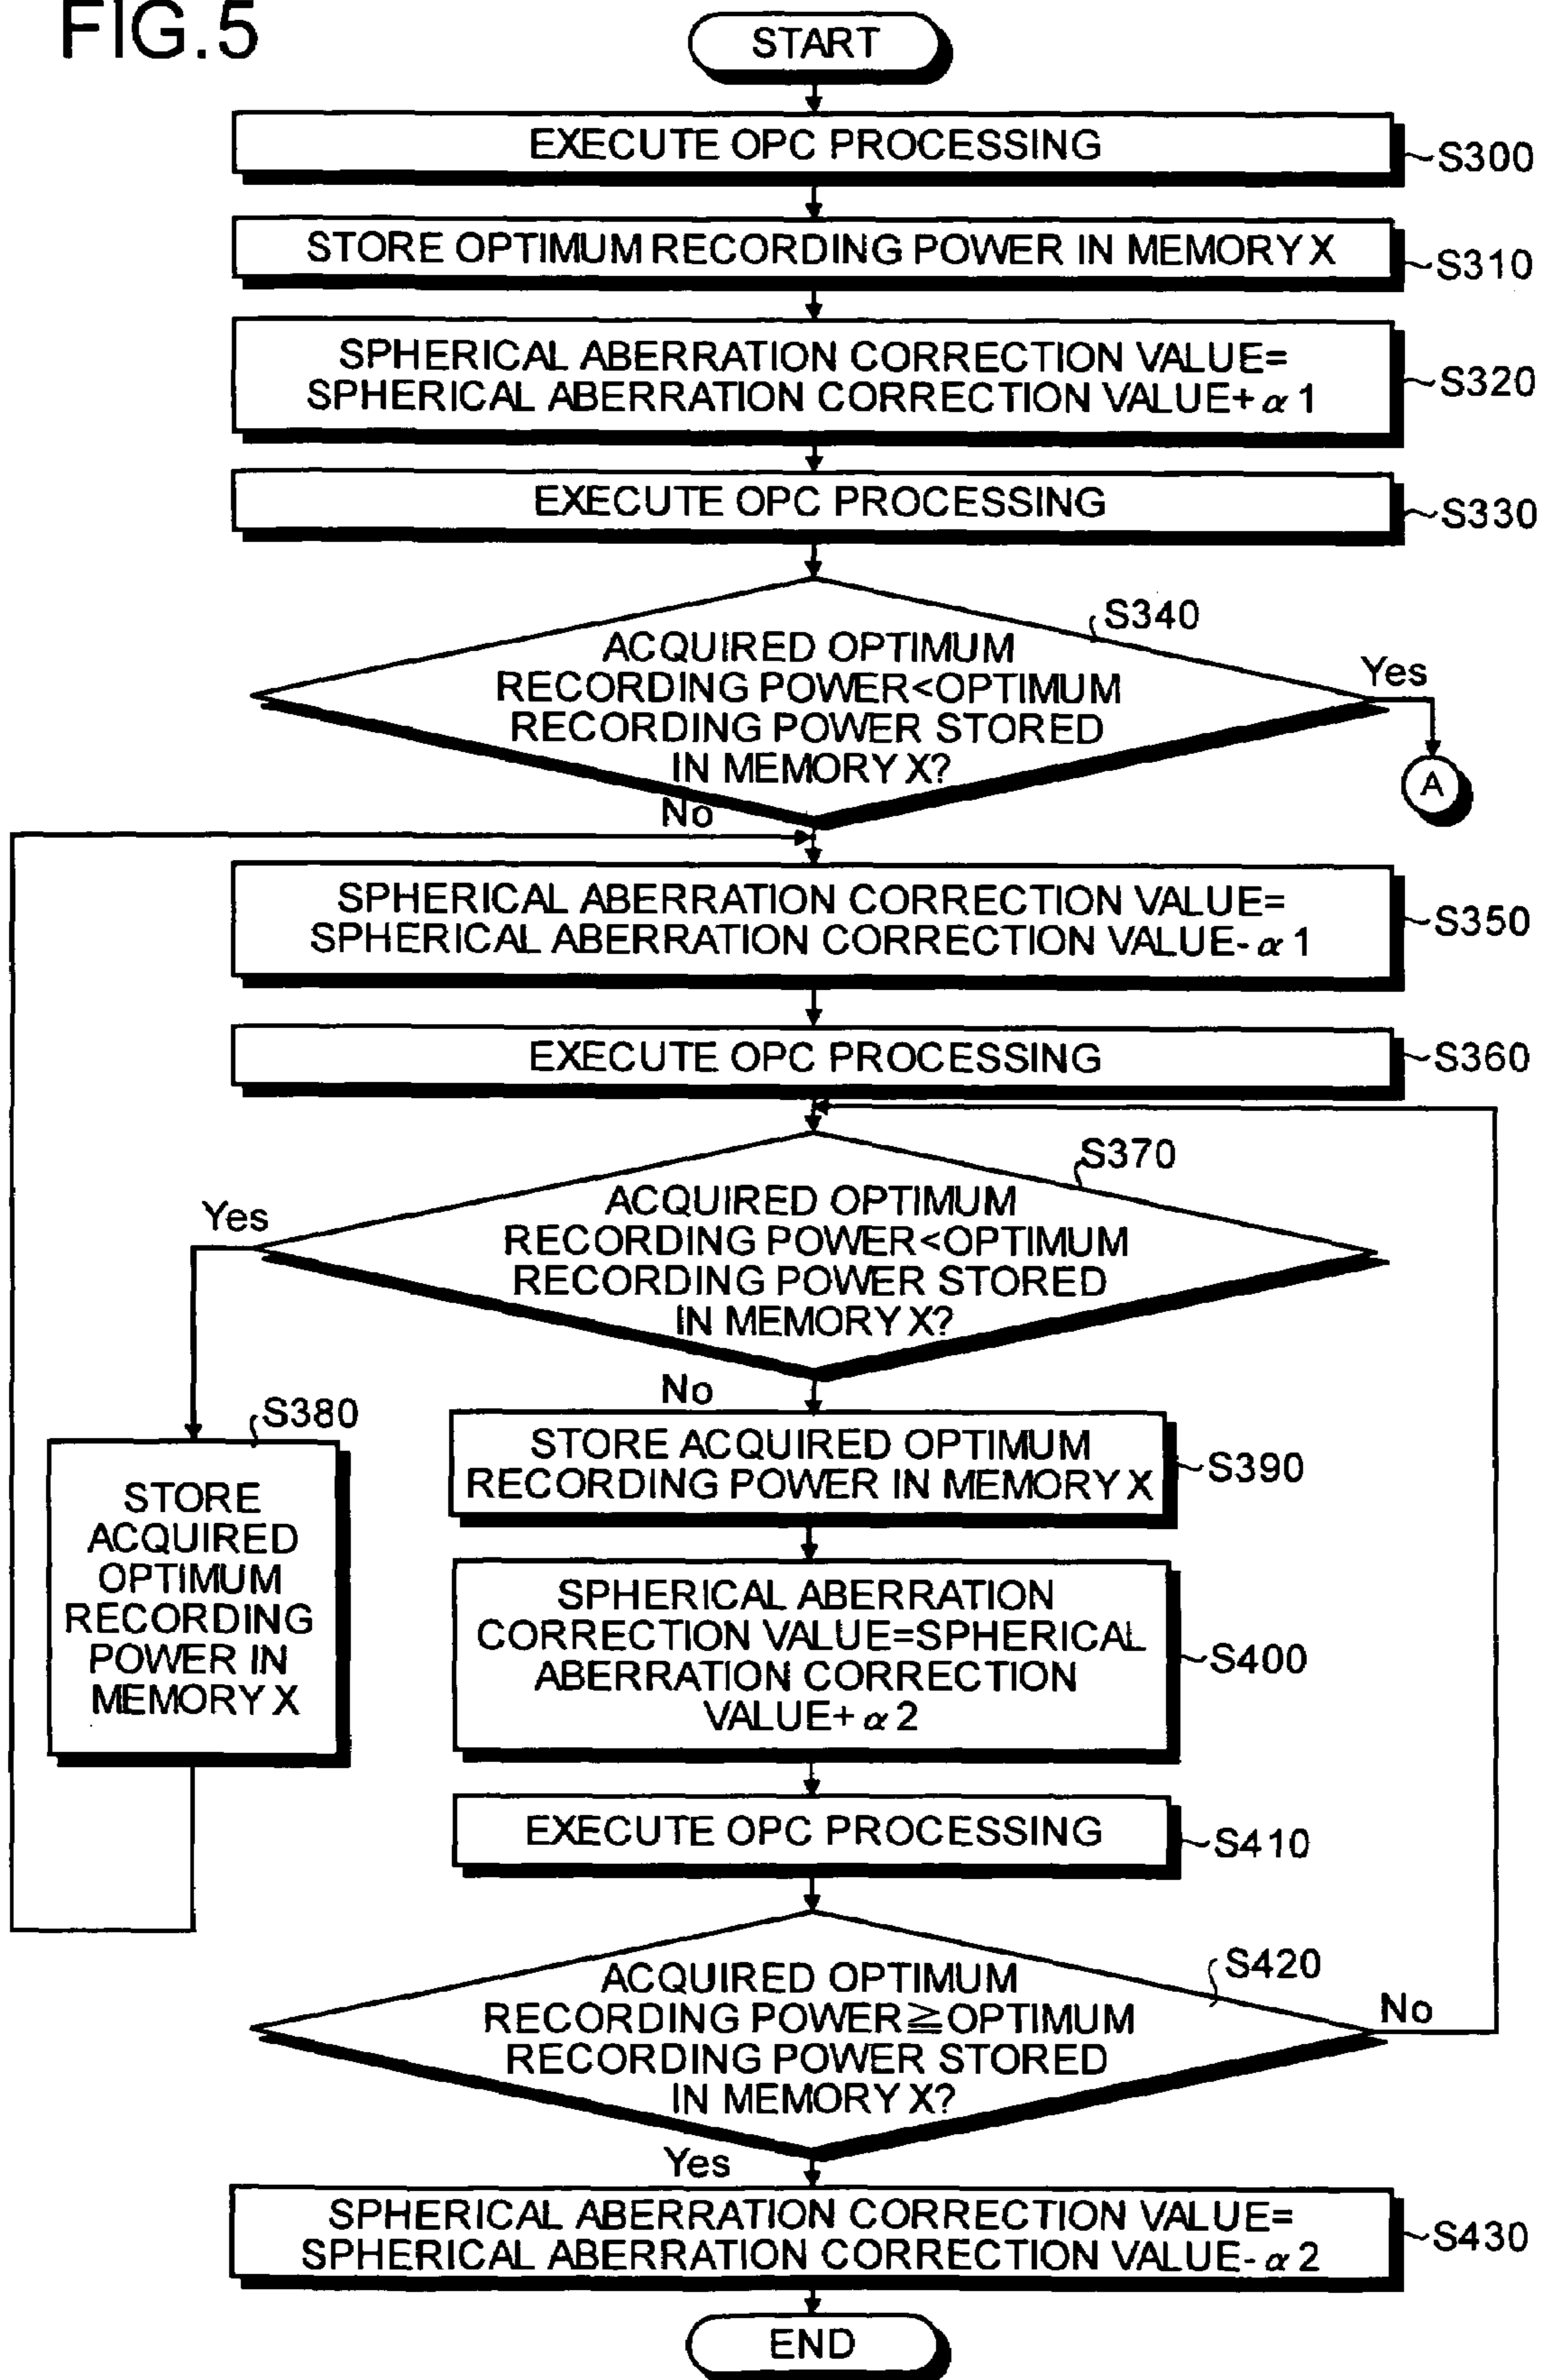 FIG.5
START
EXECUTE OPC PROCESSING
S300
STORE OPTIMUM RECORDING POWER IN MEMORY X
S310
SPHERICAL ABERRATION CORRECTION VALUE=
SPHERICAL ABERRATION CORRECTION VALUE+α1
S320
EXECUTE OPC PROCESSING
S330
S340
ACQUIRED OPTIMUM
RECORDING POWER<OPTIMUM
RECORDING POWER STORED
IN MEMORY X?
Yes
A
No
SPHERICAL ABERRATION CORRECTION VALUE=
SPHERICAL ABERRATION CORRECTION VALUE-α1
S350
EXECUTE OPC PROCESSING
S360
S370
ACQUIRED OPTIMUM
RECORDING POWER<OPTIMUM
RECORDING POWER STORED
IN MEMORY X?
Yes
No
S380
STORE
ACQUIRED
OPTIMUM
RECORDING
POWER IN
MEMORY X
STORE ACQUIRED OPTIMUM
RECORDING POWER IN MEMORY X
S390
SPHERICAL ABERRATION
CORRECTION VALUE=SPHERICAL
ABERRATION CORRECTION
VALUE+α2
S400
EXECUTE OPC PROCESSING
S410
S420
ACQUIRED OPTIMUM
RECORDING POWER≧OPTIMUM
RECORDING POWER STORED
IN MEMORY X?
No
Yes
SPHERICAL ABERRATION CORRECTION VALUE=
SPHERICAL ABERRATION CORRECTION VALUE-α2
S430
END